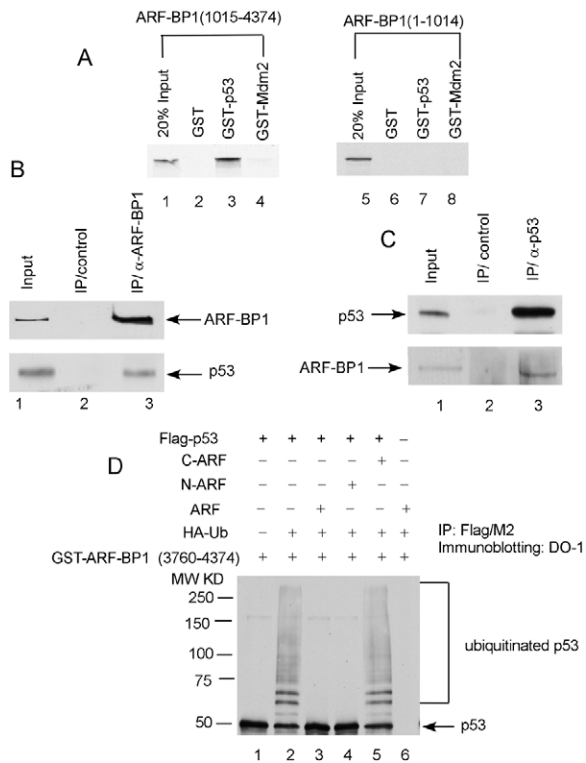 A
ARF-BP1(1015-4374)
20% Input
GST
GST-p53
GST-Mdm2
1 2 3 4
ARF-BP1(1-1014)
20% Input
GST
GST-p53
GST-Mdm2
5 6 7 8
B
Input
IP/control
IP/ α-ARF-BP1
ARF-BP1
p53
1 2 3
C
Input
IP/ control
IP/ α-p53
p53
ARF-BP1
1 2 3
D
Flag-p53 + + + + + –
C-ARF – – – – + –
N-ARF – – – + – –
ARF – – + – – +
HA-Ub – + + + + +
GST-ARF-BP1 (3760-4374) + + + + + +
IP: Flag/M2
Immunoblotting: DO-1
MW KD
250
150
100
75
50
ubiquitinated p53
p53
1 2 3 4 5 6